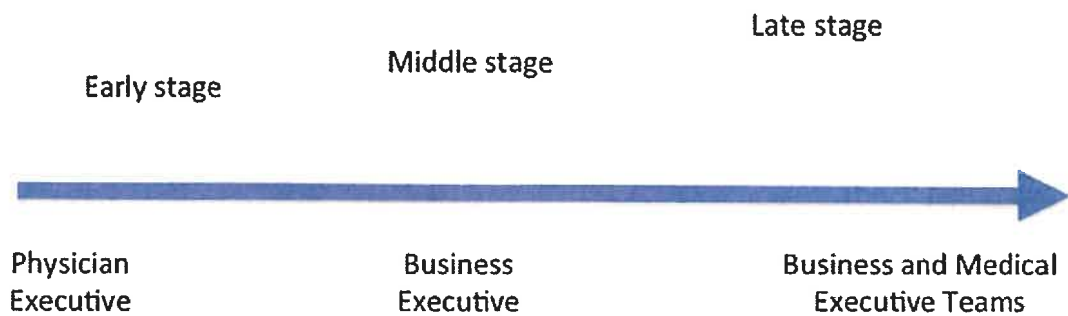 Late stage
Middle stage
Early stage
Physician
Executive
Business
Executive
Business and Medical
Executive Teams